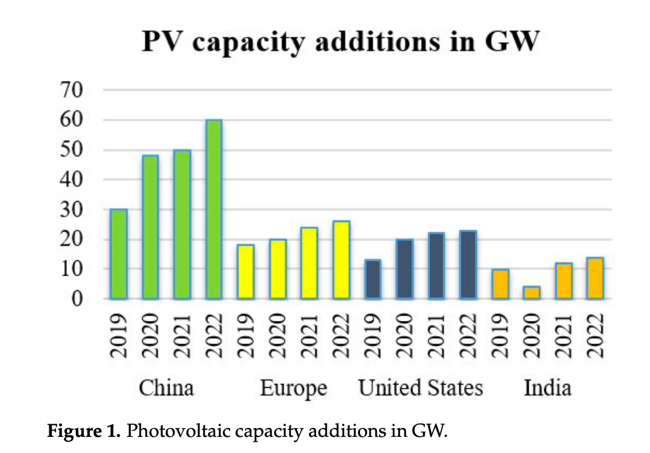 PV capacity additions in GW
70
60
50
40
30
20
10
0
2019 2020 2021 2022 2019 2020 2021 2022 2019 2020 2021 2022 2019 2020 2021 2022
China Europe United States India
Figure 1. Photovoltaic capacity additions in GW.